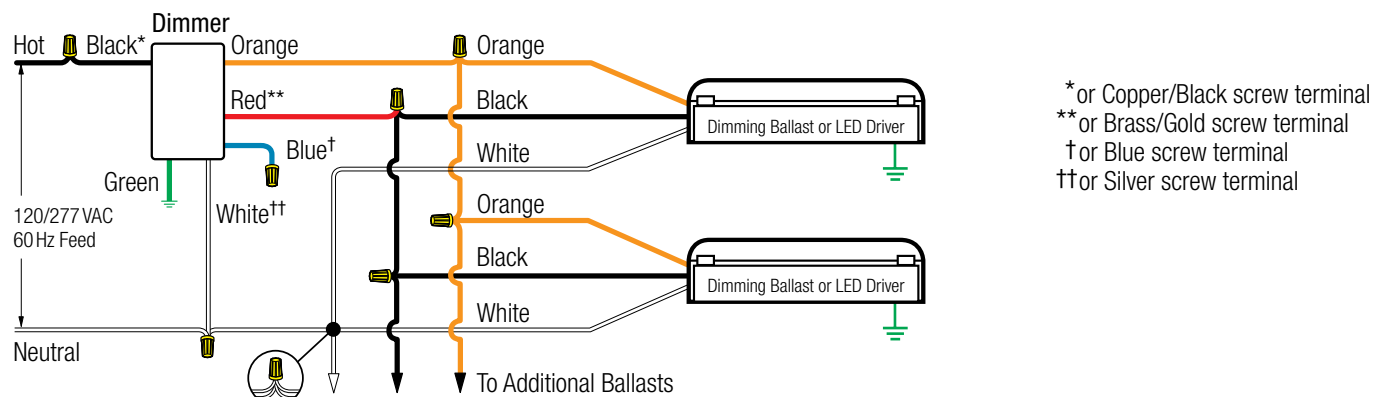 Dimmer
Hot
Black*
Orange
Orange
Red**
Black
Dimming Ballast or LED Driver
Blue†
White
Green
White††
Orange
120/277 VAC
60 Hz Feed
Black
Dimming Ballast or LED Driver
White
Neutral
To Additional Ballasts
*or Copper/Black screw terminal
**or Brass/Gold screw terminal
†or Blue screw terminal
††or Silver screw terminal